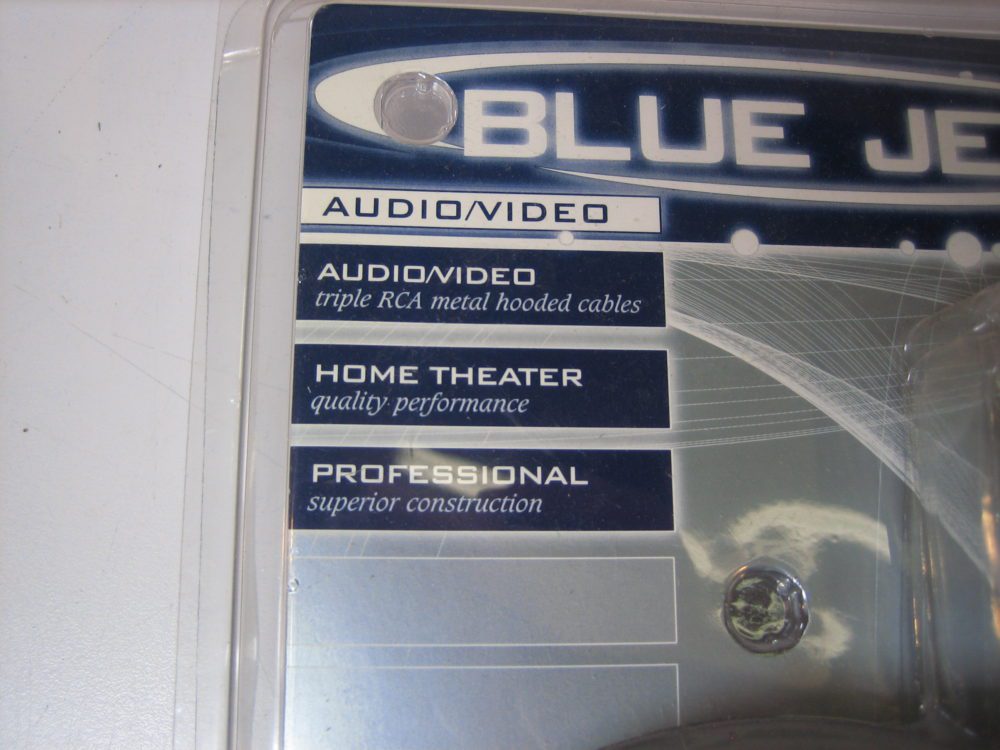 BLUE JE
AUDIO/VIDEO
AUDIO/VIDEO
triple RCA metal hooded cables
HOME THEATER
quality performance
PROFESSIONAL
superior construction